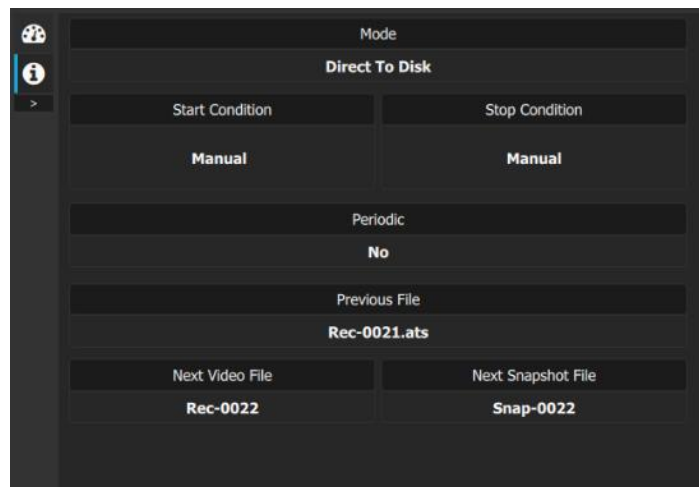 Mode
Direct To Disk
>
Start Condition Stop Condition
Manual Manual
Periodic
No
Previous File
Rec-0021.ats
Next Video File Next Snapshot File
Rec-0022 Snap-0022